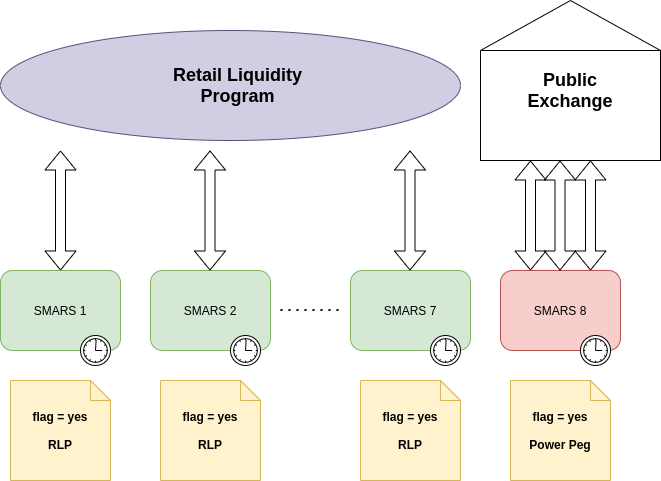 Retail Liquidity
Program
Public
Exchange
SMARS 1
SMARS 2
........
SMARS 7
SMARS 8
flag = yes
RLP
flag = yes
RLP
flag = yes
RLP
flag = yes
Power Peg